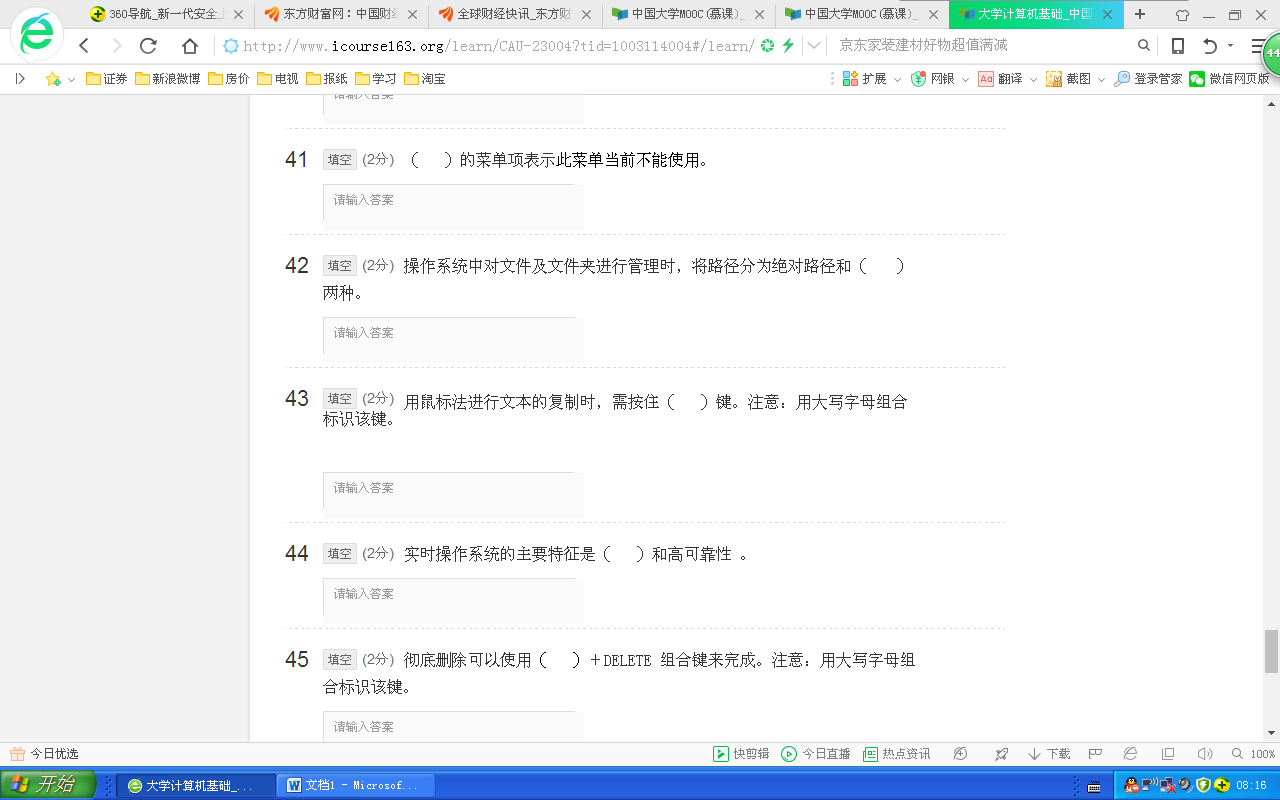 360导航_新一代安全上
东方财富网：中国财经
全球财经快讯_东方财
中国大学MOOC(慕课)_
中国大学MOOC(慕课)_
大学计算机基础_中国
http://www.icourse163.org/learn/CAU-23004?tid=1003114004#/learn/
京东家装建材好物超值满减
44
证券 新浪微博 房价 电视 报纸 学习 淘宝
扩展 网银 Aa 翻译 截图 登录管家 微信网页版
请输入答案
41 填空 (2分) （ ）的菜单项表示此菜单当前不能使用。
请输入答案
42 填空 (2分) 操作系统中对文件及文件夹进行管理时，将路径分为绝对路径和（ ）
两种。
请输入答案
43 填空 (2分) 用鼠标法进行文本的复制时，需按住（ ）键。注意：用大写字母组合
标识该键。
请输入答案
44 填空 (2分) 实时操作系统的主要特征是（ ）和高可靠性 。
请输入答案
45 填空 (2分) 彻底删除可以使用（ ）＋DELETE 组合键来完成。注意：用大写字母组
合标识该键。
请输入答案
今日优选 快剪辑 今日直播 热点资讯 下载 100%
开始 大学计算机基础_... 文档1 - Microsof... 08:16